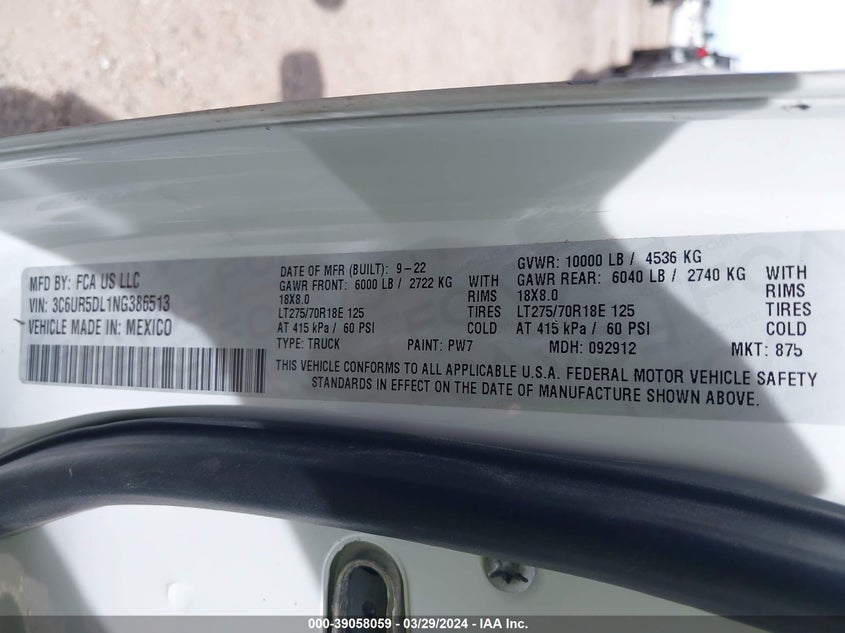 MFD BY: FCA US LLC
VIN: 3C6UR5DL1NG386513
VEHICLE MADE IN: MEXICO
DATE OF MFR (BUILT): 9-22
GAWR FRONT: 6000 LB / 2722 KG WITH
18X8.0 RIMS
LT275/70R18E 125 TIRES
AT 415 kPa / 60 PSI COLD
GVWR: 10000 LB / 4536 KG
GAWR REAR: 6040 LB / 2740 KG WITH
18X8.0 RIMS
LT275/70R18E 125 TIRES
AT 415 kPa / 60 PSI COLD
TYPE: TRUCK PAINT: PW7 MDH: 092912 MKT: 875
THIS VEHICLE CONFORMS TO ALL APPLICABLE U.S.A. FEDERAL MOTOR VEHICLE SAFETY
STANDARDS IN EFFECT ON THE DATE OF MANUFACTURE SHOWN ABOVE.
000-39058059 - 03/29/2024 - IAA Inc.